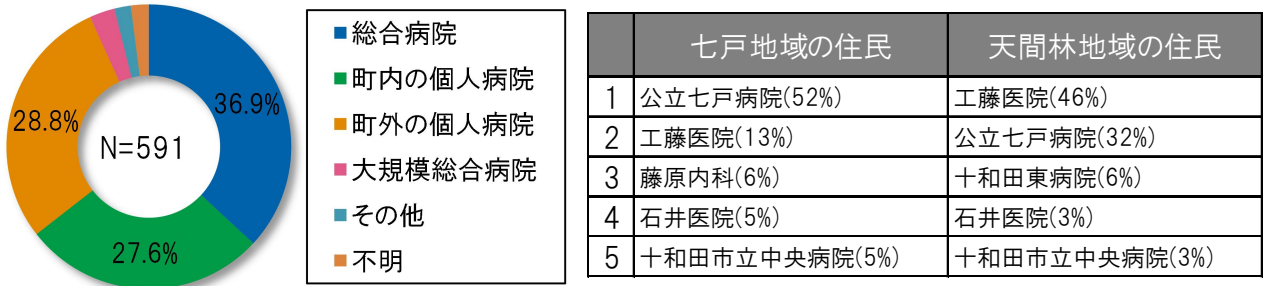 36.9%
28.8%
N=591
27.6%
総合病院
町内の個人病院
町外の個人病院
大規模総合病院
その他
不明
七戸地域の住民 天間林地域の住民
1 公立七戸病院(52%) 工藤医院(46%)
2 工藤医院(13%) 公立七戸病院(32%)
3 藤原内科(6%) 十和田東病院(6%)
4 石井医院(5%) 石井医院(3%)
5 十和田市立中央病院(5%) 十和田市立中央病院(3%)